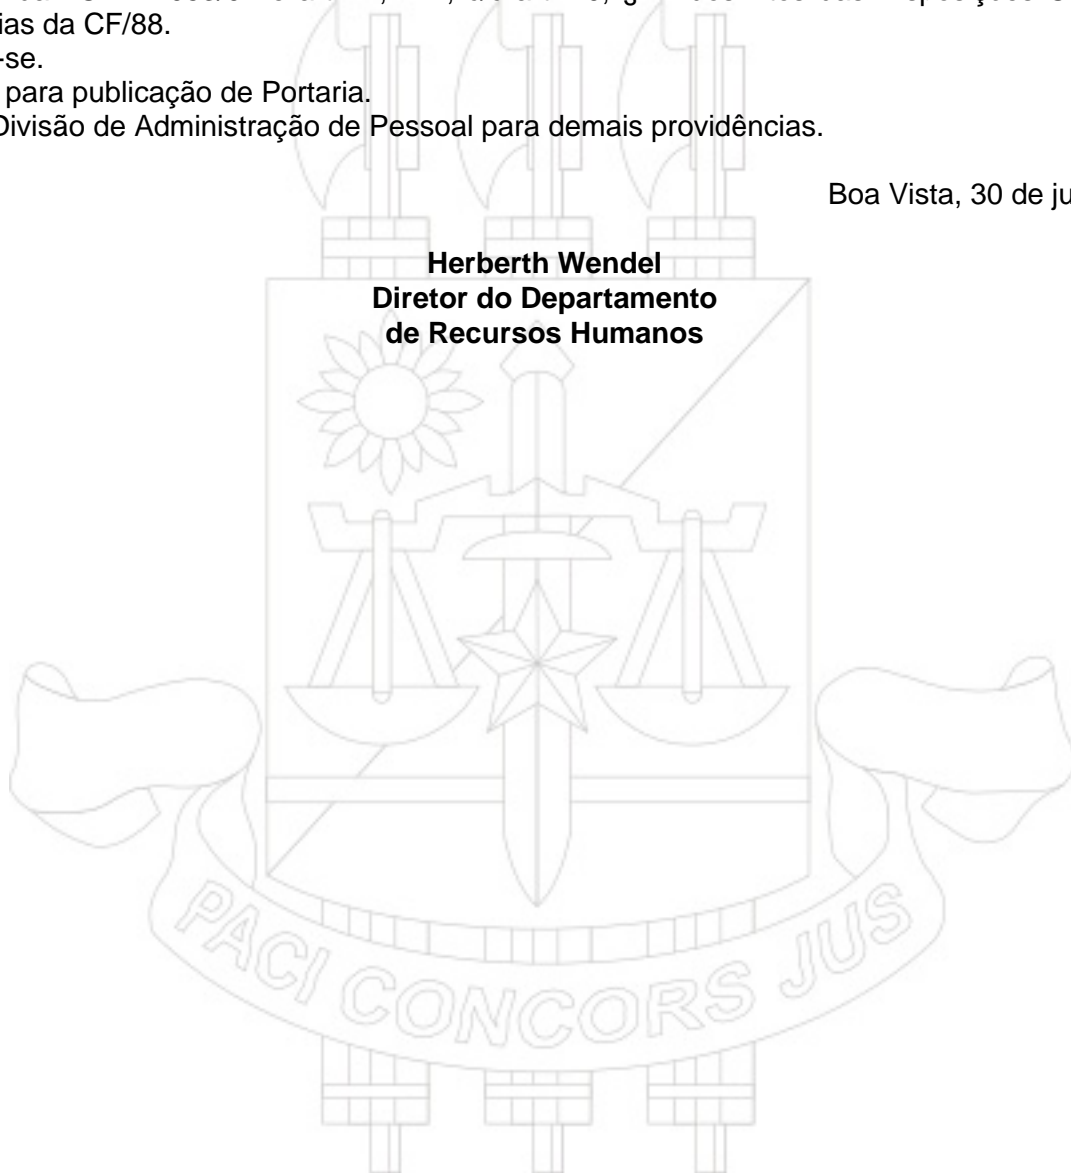 ias da CF/88.
-se.
para publicação de Portaria.
Divisão de Administração de Pessoal para demais providências.
Boa Vista, 30 de ju
Herberth Wendel
Diretor do Departamento
de Recursos Humanos
PACI CONCORS JUS